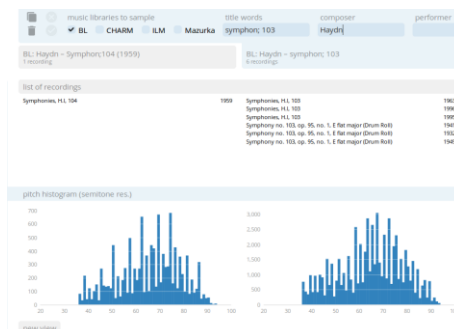 music libraries to sample title words composer performer
BL CHARM ILM Mazurka symphon; 103 Haydn
BL: Haydn – Symphon;104 (1959) BL: Haydn – symphon; 103
1 recording 6 recordings
list of recordings
Symphonies, H.I, 104 1959 Symphonies, H.I, 103
Symphonies, H.I, 103
Symphonies, H.I, 103
Symphony no. 103, op. 95, no. 1, E flat major (Drum Roll)
Symphony no. 103, op. 95, no. 1, E flat major (Drum Roll)
Symphony no. 103, op. 95, no. 1, E flat major (Drum Roll)
pitch histogram (semitone res.)
700 3,000
600 2,500
500 2,000
400
300 1,500
200 1,000
100 500
0 0
20 30 40 50 60 70 80 90 100 20 30 40 50 60 70 80 90
new view